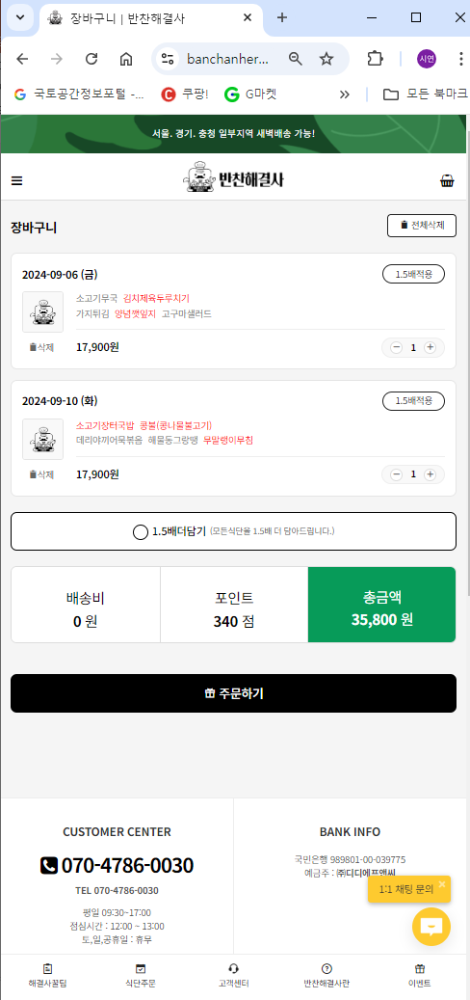 장바구니 | 반찬해결사
banchanher...
시연
국토공간정보포털 -...
쿠팡!
G마켓
모든 북마크
서울. 경기. 충청 일부지역 새벽배송 가능!
반찬해결사
장바구니
전체삭제
2024-09-06 (금)
1.5배적용
소고기무국 김치제육두루치기
가지튀김 양념깻잎지 고구마샐러드
삭제
17,900원
1
2024-09-10 (화)
1.5배적용
소고기장터국밥 콩불(콩나물불고기)
데리야끼어묵볶음 해물동그랑땡 무말랭이무침
삭제
17,900원
1
1.5배더담기 (모든식단을 1.5배 더 담아드립니다.)
배송비
0 원
포인트
340 점
총금액
35,800 원
주문하기
CUSTOMER CENTER
070-4786-0030
TEL 070-4786-0030
평일 09:30~17:00
점심시간 : 12:00 ~ 13:00
토,일,공휴일 : 휴무
BANK INFO
국민은행 989801-00-039775
예금주 : ㈜디디에프앤씨
1:1 채팅 문의
해결사꿀팁
식단주문
고객센터
반찬해결사란
이벤트